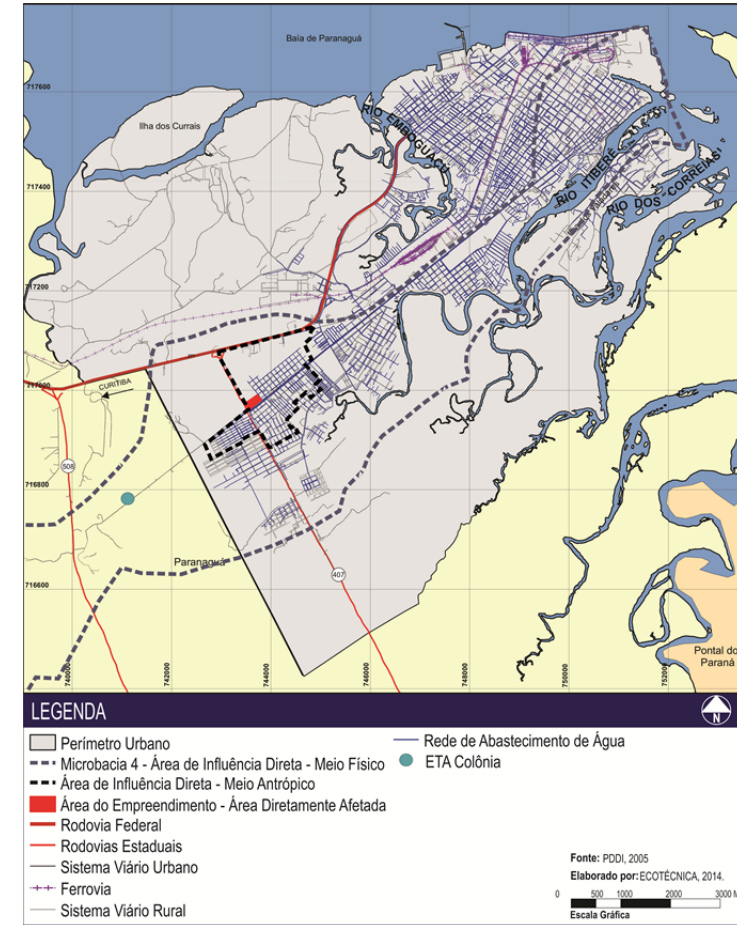 Baía de Paranaguá
717600
Ilha dos Currais
RIO EMBOGUAÇU
717400
RIO ITIBERÊ
RIO DOS CORREIAS
717200
717000
CURITIBA
508
716800
Paranaguá
407
716600
Pontal do
Paraná
740000
742000
744000
746000
748000
750000
752000
LEGENDA
N
Perímetro Urbano
Microbacia 4 - Área de Influência Direta - Meio Físico
Área de Influência Direta - Meio Antrópico
Área do Empreendimento - Área Diretamente Afetada
Rodovia Federal
Rodovias Estaduais
Sistema Viário Urbano
Ferrovia
Sistema Viário Rural
Rede de Abastecimento de Água
ETA Colônia
Fonte: PDDI, 2005
Elaborado por: ECOTÉCNICA, 2014.
0 500 1000 2000 3000 M
Escala Gráfica